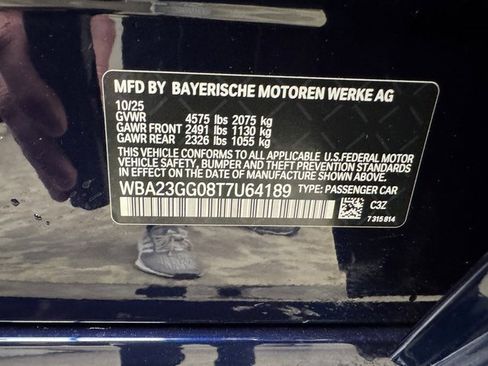 MFD BY BAYERISCHE MOTOREN WERKE AG
10/25
GVWR 4575 lbs 2075 kg
GAWR FRONT 2491 lbs 1130 kg
GAWR REAR 2326 lbs 1055 kg
THIS VEHICLE CONFORMS TO ALL APPLICABLE U.S. FEDERAL MOTOR
VEHICLE SAFETY, BUMPER, AND THEFT PREVENTION STANDARDS
IN EFFECT ON THE DATE OF MANUFACTURE SHOWN ABOVE.
WBA23GG08T7U64189 TYPE: PASSENGER CAR
C3Z
7 315 814